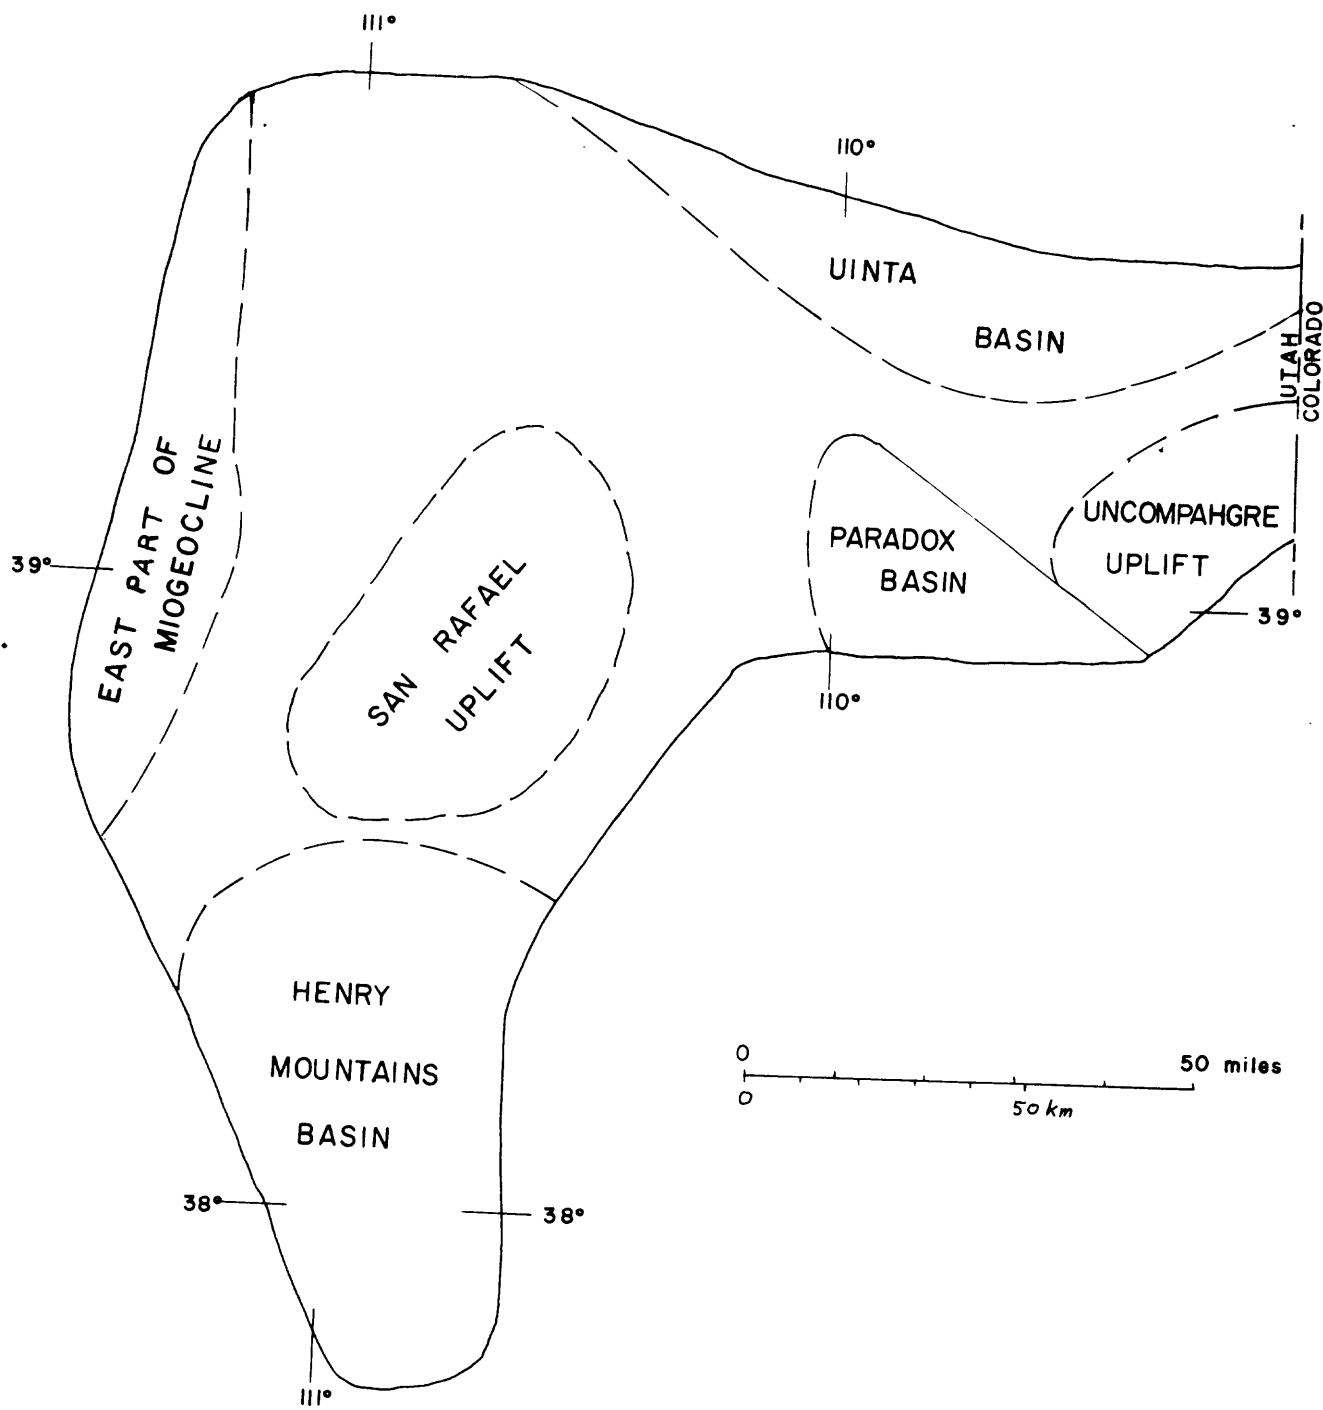 111°
110°
UINTA
BASIN
UTAH
COLORADO
EAST PART OF
MIOGEOCLINE
UNCOMPAHGRE
UPLIFT
PARADOX
BASIN
39°
39°
SAN RAFAEL
UPLIFT
110°
HENRY
MOUNTAINS
BASIN
0
50 miles
0
50 km
38°
38°
111°